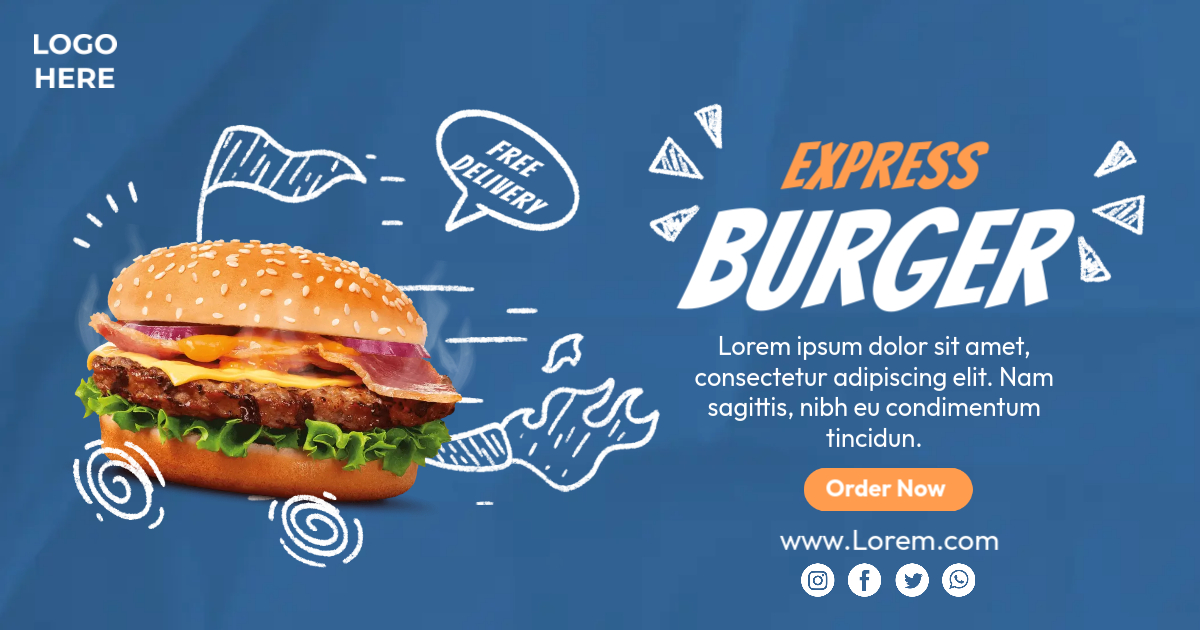 LOGO
HERE
FREE
DELIVERY
EXPRESS
BURGER
Lorem ipsum dolor sit amet,
consectetur adipiscing elit. Nam
sagittis, nibh eu condimentum
tincidun.
Order Now
www.Lorem.com